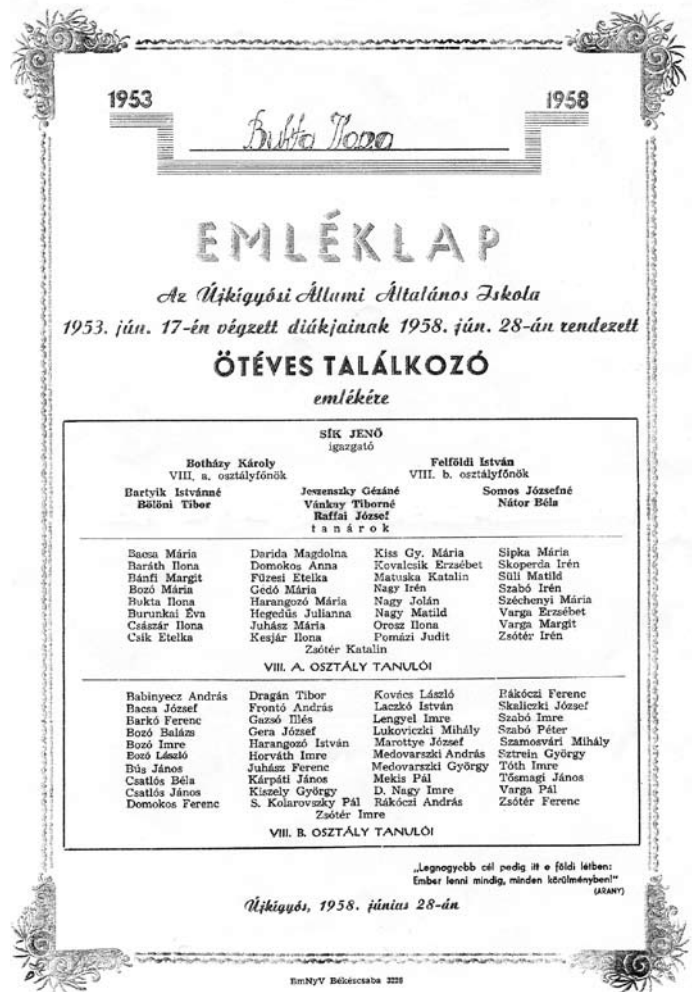 1953 1958
Bukta Ilona
EMLÉKLAP
Az Újkígyósi Állami Általános Iskola
1953. jún. 17-én végzett diákjainak 1958. jún. 28-án rendezett
ÖTÉVES TALÁLKOZÓ
emlékére
SÍK JENŐ
igazgató
Botházy Károly Felföldi István
VIII. a. osztályfőnök VIII. b. osztályfőnök
Bartyik Istvánné Jeszenszky Gézáné Somos Józsefné
Bölöni Tibor Vánkay Tiborné Nátor Béla
Raffai József
tanárok
Bacsa Mária Darida Magdolna Kiss Gy. Mária Sipka Mária
Baráth Ilona Domokos Anna Kovalcsik Erzsébet Skoperda Irén
Bánfi Margit Füzesi Etelka Matuska Katalin Süli Matild
Bozó Mária Gedó Mária Nagy Irén Szabó Irén
Bukta Ilona Harangozó Mária Nagy Jolán Széchenyi Mária
Burunkai Éva Hegedűs Julianna Nagy Matild Varga Erzsébet
Császár Ilona Juhász Mária Orosz Ilona Varga Margit
Csik Etelka Kesjár Ilona Pomázi Judit Zsótér Irén
Zsótér Katalin
VIII. A. OSZTÁLY TANULÓI
Babinyecz András Dragán Tibor Kovács László Rákóczi Ferenc
Bacsa József Frontó András Laczkó István Skaliczki József
Barkó Ferenc Gazsó Illés Lengyel Imre Szabó Imre
Bozó Balázs Gera József Lukoviczki Mihály Szabó Péter
Bozó Imre Harangozó István Marottye József Szamosvári Mihály
Bozó László Horváth Imre Medovarszki András Sztrein György
Bús János Juhász Ferenc Medovarszki György Tóth Imre
Csatlós Béla Kárpáti János Mekis Pál Tősmagi János
Csatlós János Kiszely György D. Nagy Imre Varga Pál
Domokos Ferenc S. Kolarovszky Pál Rákóczi András Zsótér Ferenc
Zsótér Imre
VIII. B. OSZTÁLY TANULÓI
„Legnagyobb cél pedig itt e földi létben:
Ember lenni mindig, minden körülményben!"
(ARANY)
Újkígyós, 1958. június 28-án
BmNyV Békéscsaba 3228